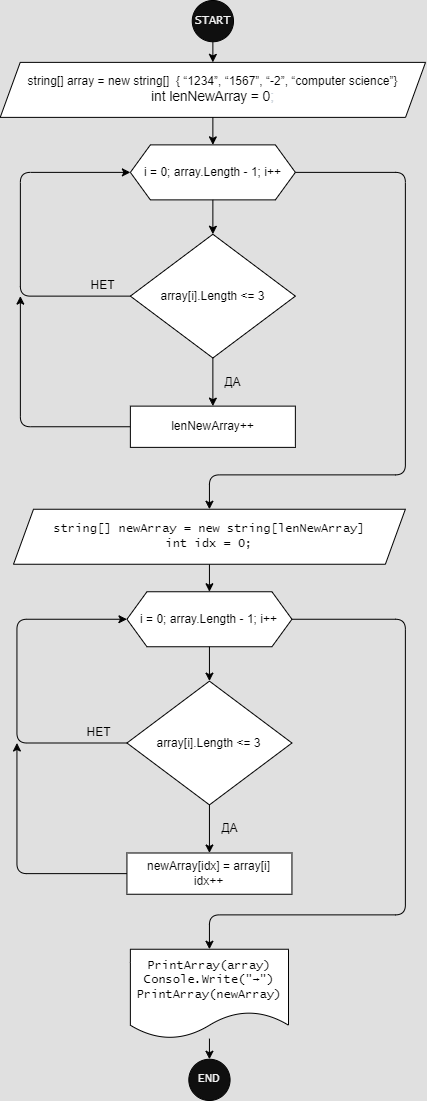 START
string[] array = new string[] { “1234”, “1567”, “-2”, “computer science”}
int lenNewArray = 0;
i = 0; array.Length - 1; i++
НЕТ
array[i].Length <= 3
ДА
lenNewArray++
string[] newArray = new string[lenNewArray]
int idx = 0;
i = 0; array.Length - 1; i++
НЕТ
array[i].Length <= 3
ДА
newArray[idx] = array[i]
idx++
PrintArray(array)
Console.Write("→")
PrintArray(newArray)
END